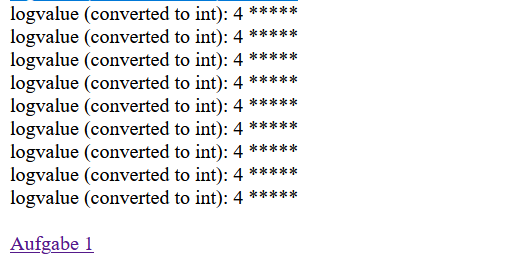 logvalue (converted to int): 4 *****
logvalue (converted to int): 4 *****
logvalue (converted to int): 4 *****
logvalue (converted to int): 4 *****
logvalue (converted to int): 4 *****
logvalue (converted to int): 4 *****
logvalue (converted to int): 4 *****
logvalue (converted to int): 4 *****
logvalue (converted to int): 4 *****
Aufgabe 1